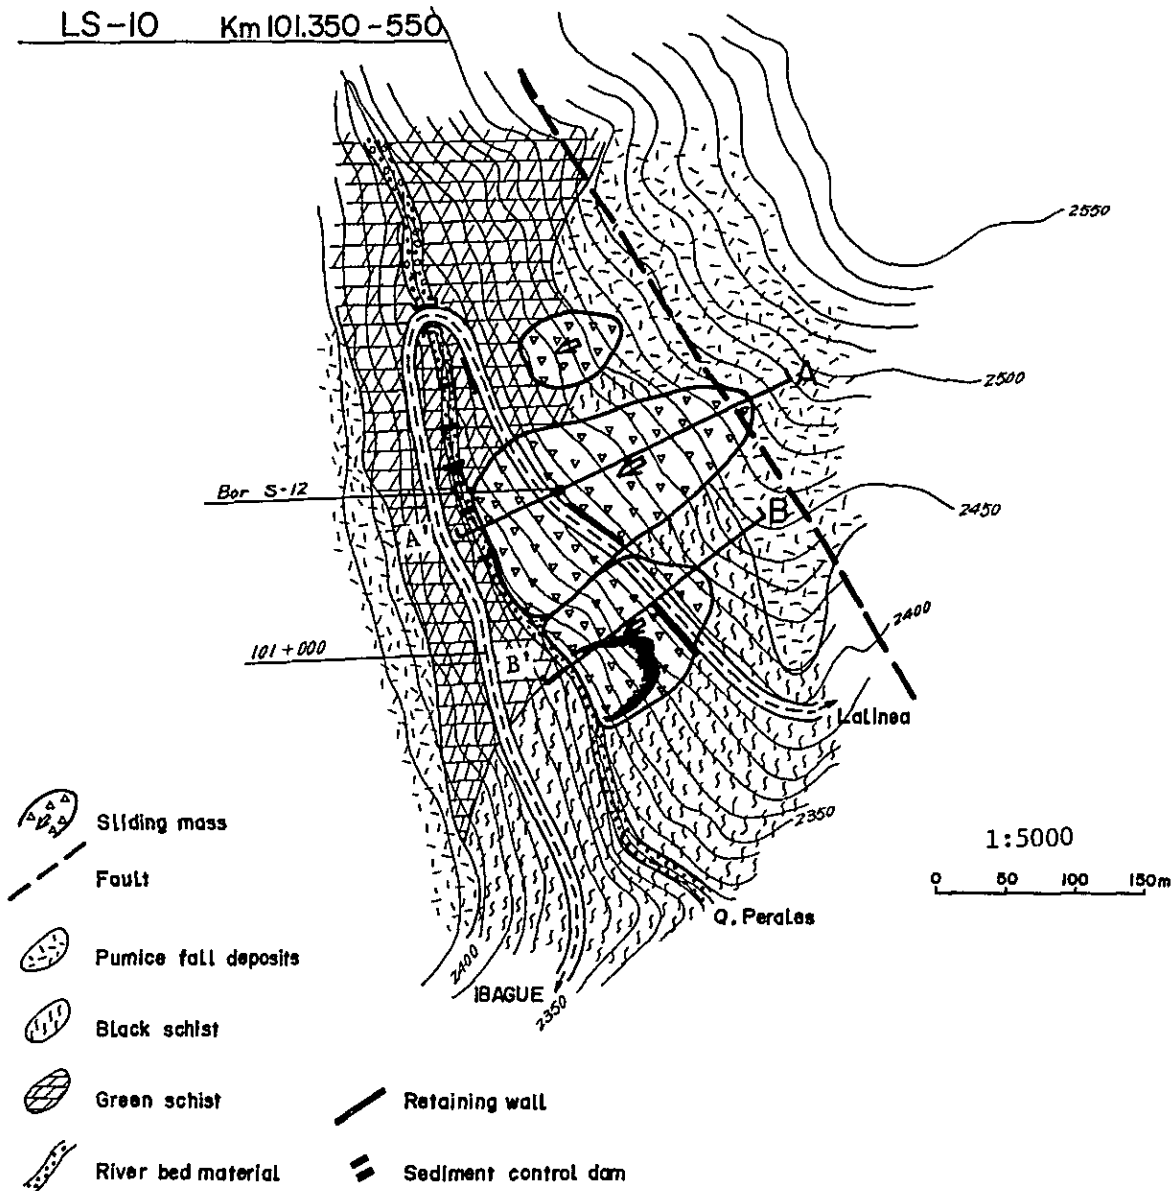 LS-10 Km 101.350-550
2550
A
2500
Bor S-12
2450
B
A'
2400
101+000
B'
Lalinea
Sliding mass
2350
1:5000
Fault
0 50 100 150m
Q. Perales
Pumice fall deposits
2400
IBAGUE
2350
Black schist
Green schist
Retaining wall
River bed material
Sediment control dam